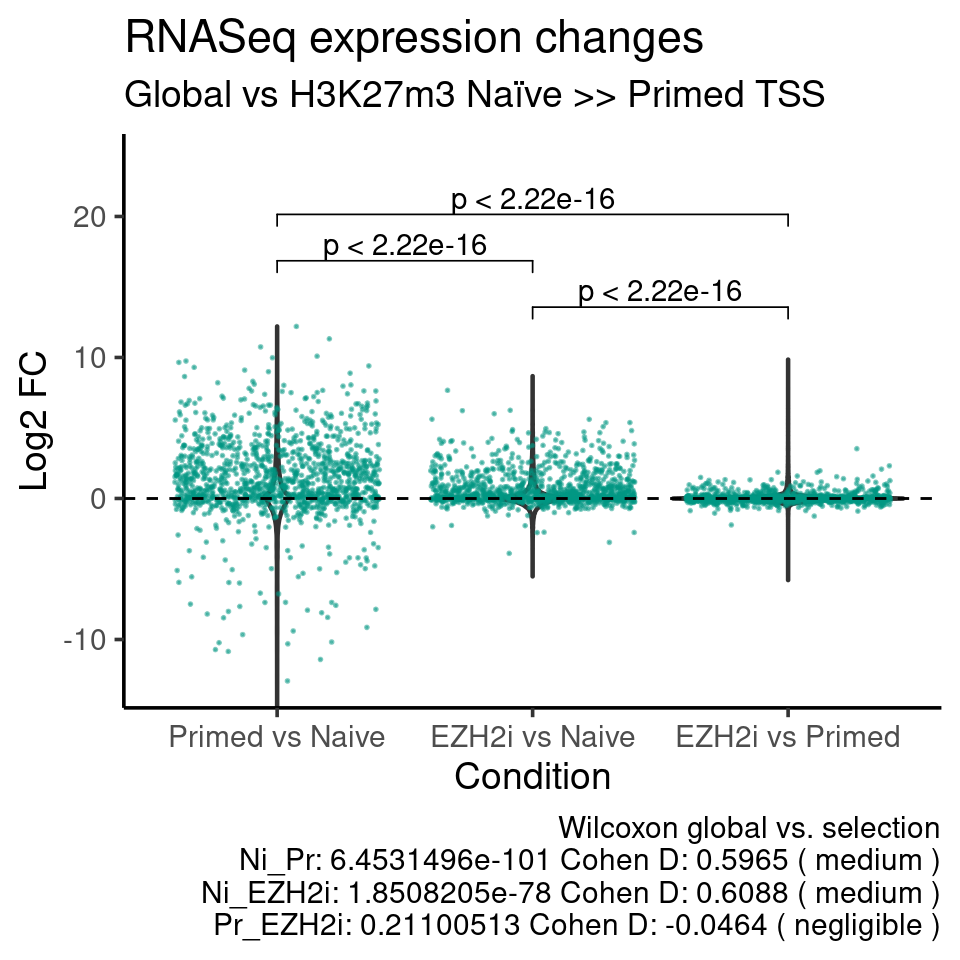 RNASeq expression changes
Global vs H3K27m3 Naïve >> Primed TSS
Log2 FC
20
10
0
-10
p < 2.22e-16
p < 2.22e-16
p < 2.22e-16
Primed vs Naive
EZH2i vs Naive
EZH2i vs Primed
Condition
Wilcoxon global vs. selection
Ni_Pr: 6.4531496e-101 Cohen D: 0.5965 ( medium )
Ni_EZH2i: 1.8508205e-78 Cohen D: 0.6088 ( medium )
Pr_EZH2i: 0.21100513 Cohen D: -0.0464 ( negligible )